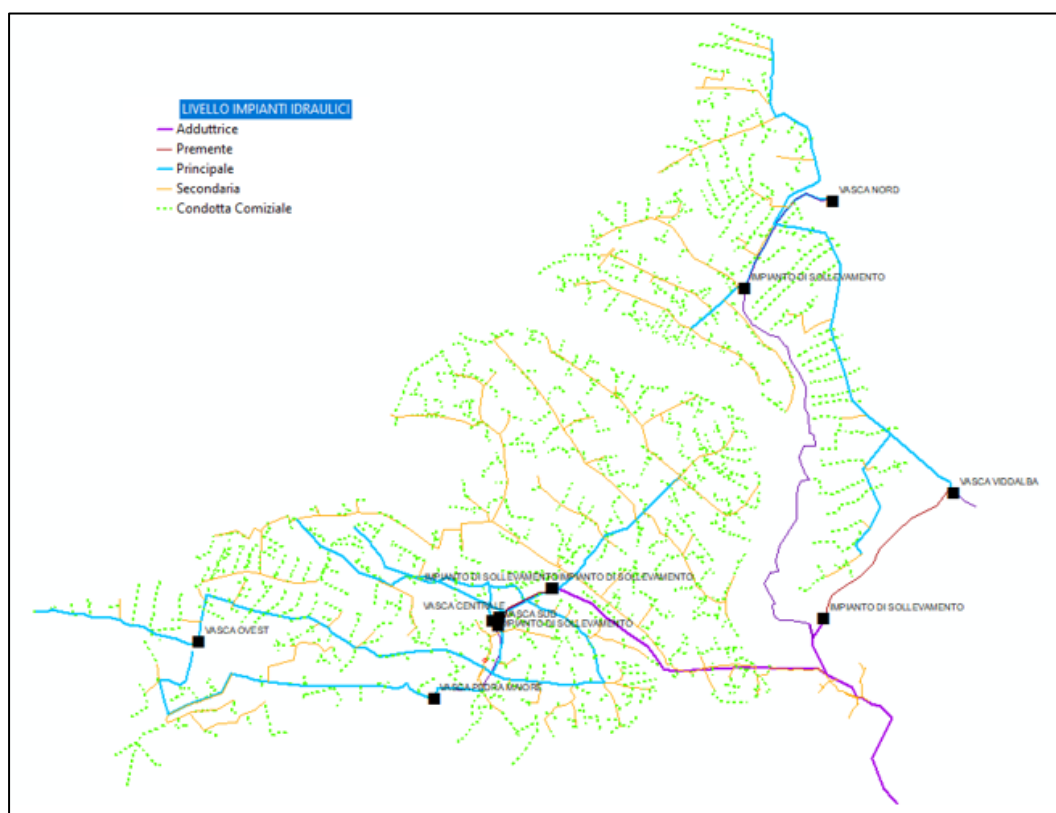 LIVELLO IMPIANTI IDRAULICI
Adduttrice
Premente
Principale
Secondaria
Condotta Comiziale
VASCA NORD
IMPIANTO DI SOLLEVAMENTO
VASCA VIDDALBA
IMPIANTO DI SOLLEVAMENTO IMPIANTO DI SOLLEVAMENTO
VASCA CENTRALE
VASCA SUD
IMPIANTO DI SOLLEVAMENTO
IMPIANTO DI SOLLEVAMENTO
VASCA OVEST
VASCA PEDRA MAIORE